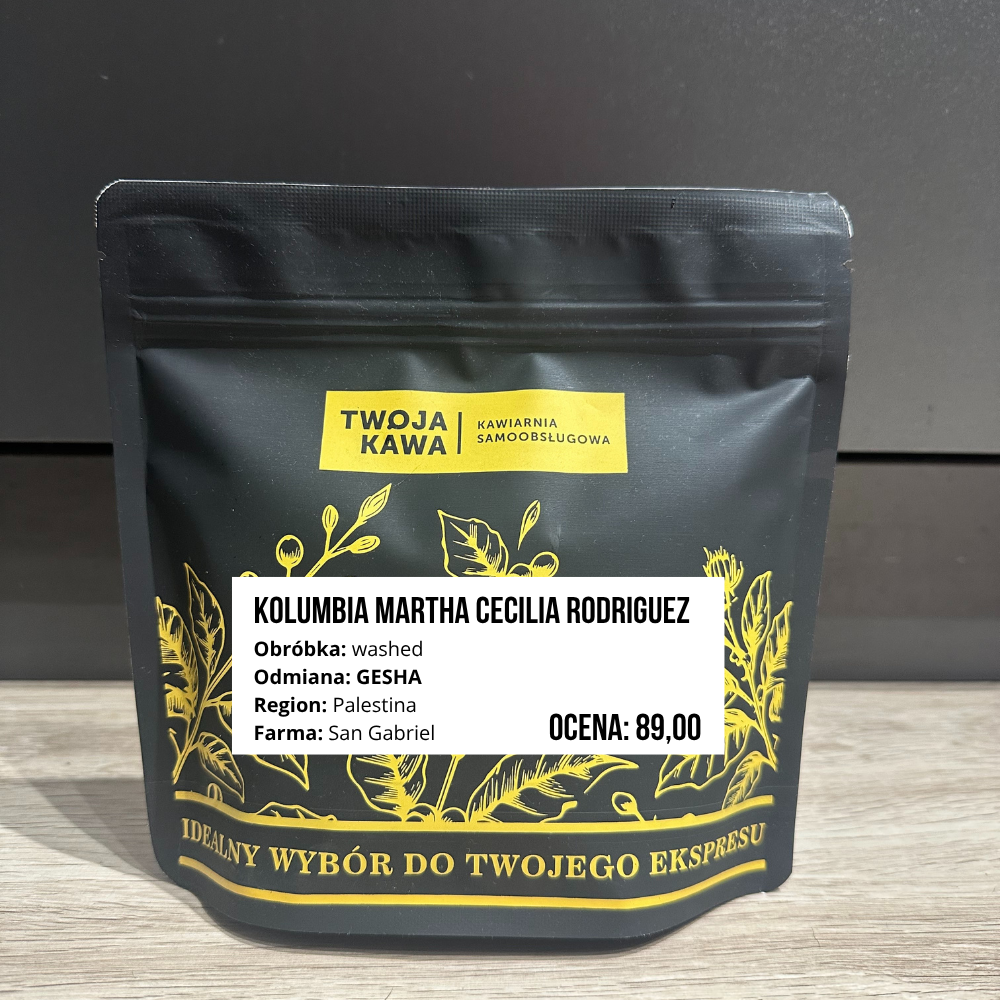 TWOJA
KAWA
KAWIARNIA
SAMOOBSŁUGOWA
KOLUMBIA MARTHA CECILIA RODRIGUEZ
Obróbka: washed
Odmiana: GESHA
Region: Palestina
Farma: San Gabriel
OCENA: 89,00
IDEALNY WYBÓR DO TWOJEGO EKSPRESU